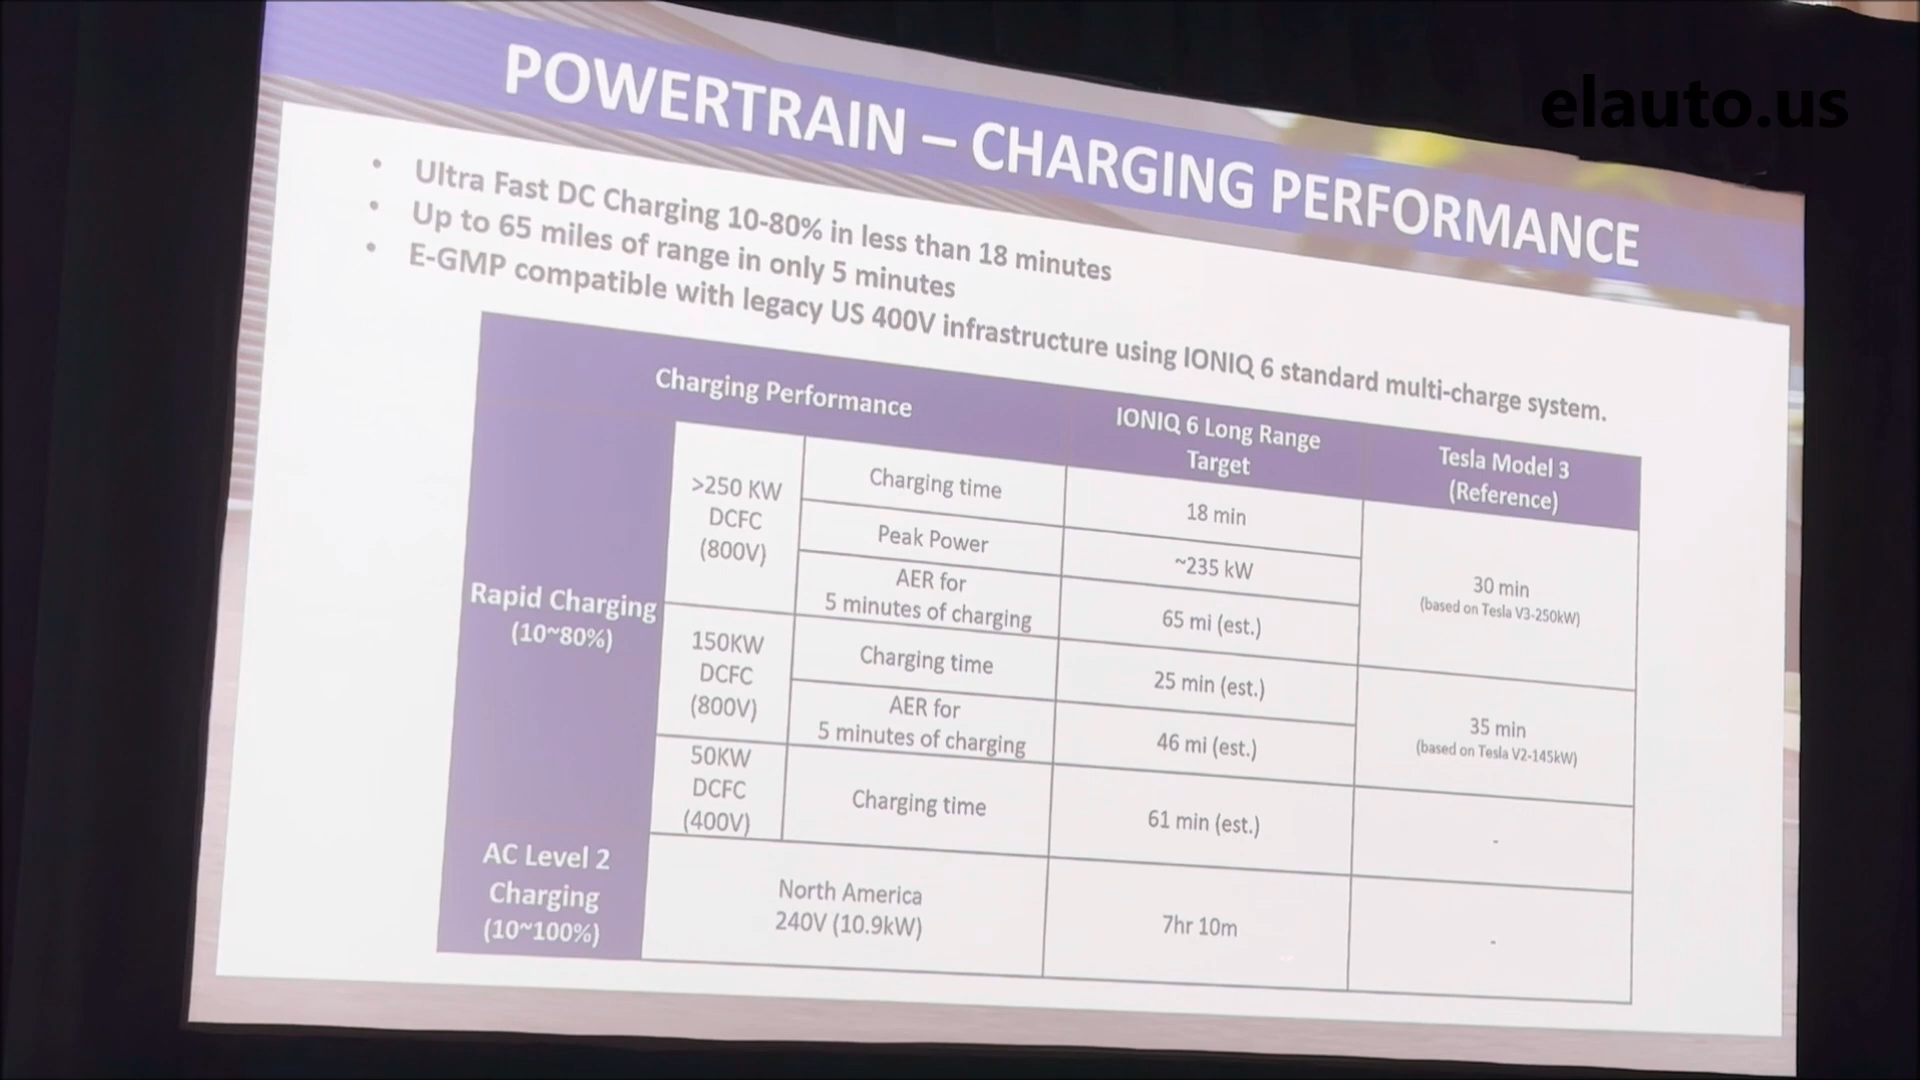 elauto.us
POWERTRAIN – CHARGING PERFORMANCE
• Ultra Fast DC Charging 10-80% in less than 18 minutes
• Up to 65 miles of range in only 5 minutes
• E-GMP compatible with legacy US 400V infrastructure using IONIQ 6 standard multi-charge system.
Charging Performance
IONIQ 6 Long Range
Target
Tesla Model 3
(Reference)
Rapid Charging
(10~80%)
>250 KW
DCFC
(800V)
Charging time
18 min
30 min
(based on Tesla V3-250kW)
Peak Power
~235 kW
AER for
5 minutes of charging
65 mi (est.)
150KW
DCFC
(800V)
Charging time
25 min (est.)
35 min
(based on Tesla V2-145kW)
AER for
5 minutes of charging
46 mi (est.)
50KW
DCFC
(400V)
Charging time
61 min (est.)
-
AC Level 2
Charging
(10~100%)
North America
240V (10.9kW)
7hr 10m
-